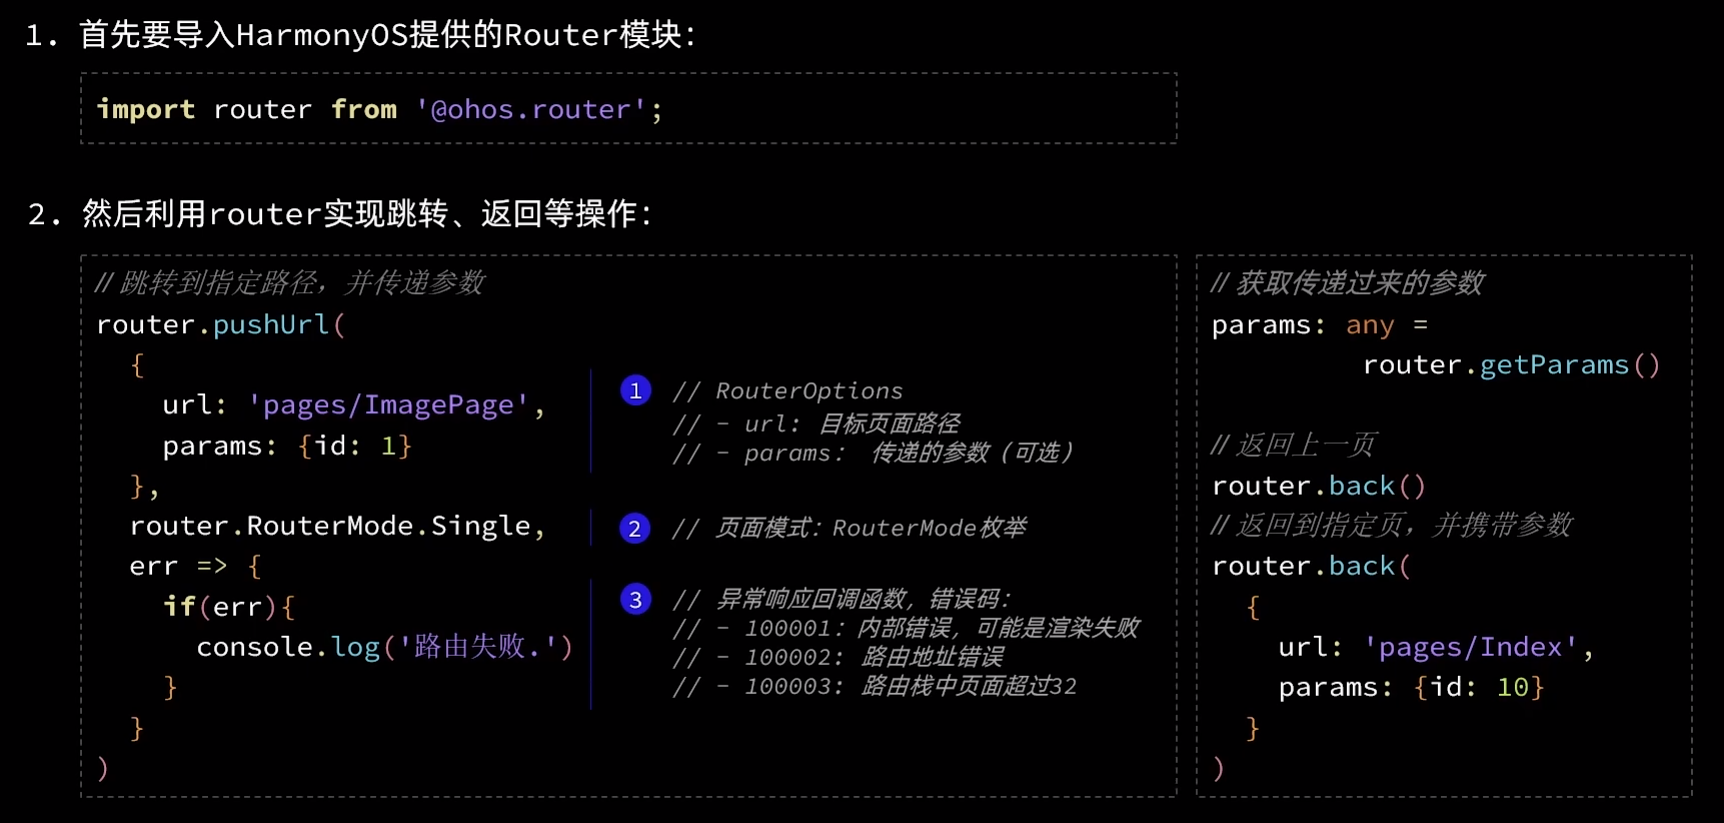 1. 首先要导入HarmonyOS提供的Router模块：
import router from '@ohos.router';
2. 然后利用router实现跳转、返回等操作：
// 跳转到指定路径，并传递参数
router.pushUrl(
{
url: 'pages/ImagePage',
params: {id: 1}
},
router.RouterMode.Single,
err => {
if(err){
console.log('路由失败.')
}
}
)
1 // RouterOptions
// - url: 目标页面路径
// - params: 传递的参数（可选）
2 // 页面模式：RouterMode枚举
3 // 异常响应回调函数，错误码：
// - 100001：内部错误，可能是渲染失败
// - 100002：路由地址错误
// - 100003：路由栈中页面超过32
// 获取传递过来的参数
params: any =
router.getParams()
// 返回上一页
router.back()
// 返回到指定页，并携带参数
router.back(
{
url: 'pages/Index',
params: {id: 10}
}
)